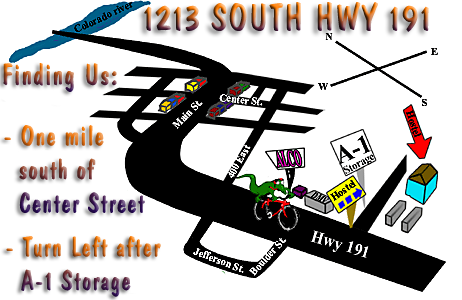 1213 SOUTH HWY 191
Colorado river
Finding Us:
N
E
W
S
Main St.
Center St.
- One mile
south of
Center Street
400 East
ALCO
A-1
Storage
Hostel
Hostel
- Turn Left after
A-1 Storage
Jefferson St.
Boulder St.
Hwy 191